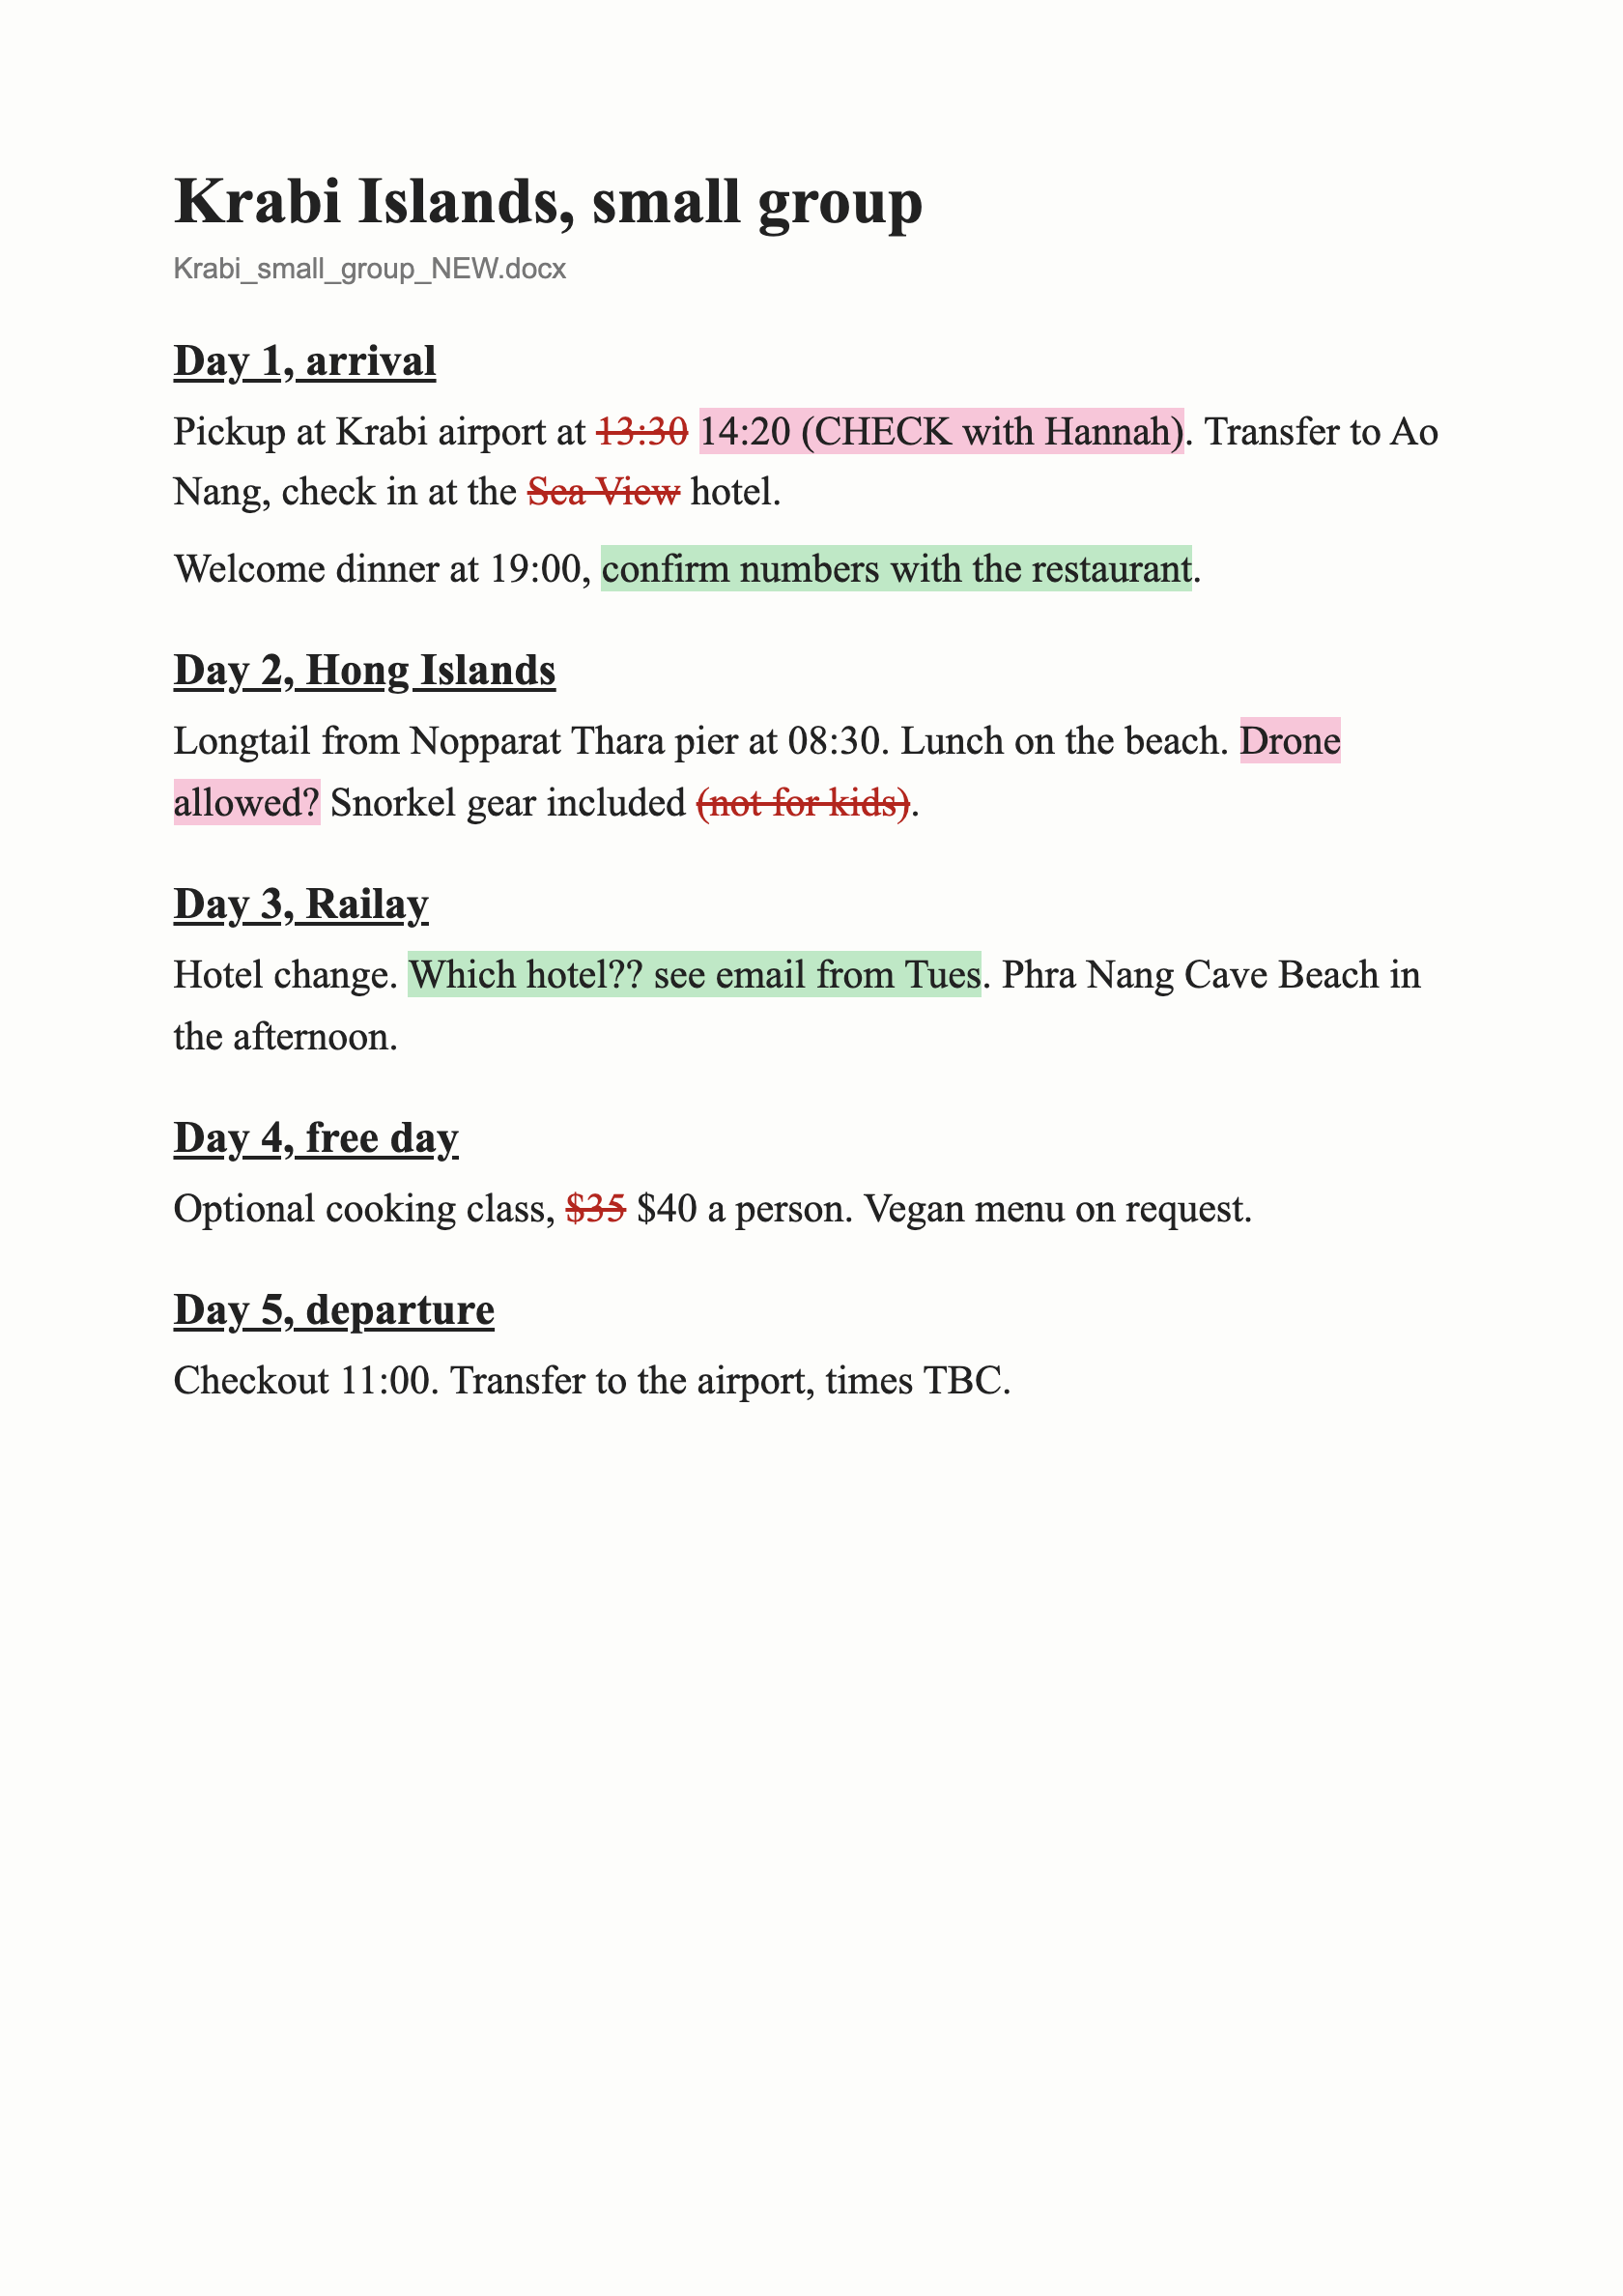 Krabi Islands, small group
Krabi_small_group_NEW.docx
Day 1, arrival
Pickup at Krabi airport at 13:30 14:20 (CHECK with Hannah). Transfer to Ao
Nang, check in at the Sea View hotel.
Welcome dinner at 19:00, confirm numbers with the restaurant.
Day 2, Hong Islands
Longtail from Nopparat Thara pier at 08:30. Lunch on the beach. Drone
allowed? Snorkel gear included (not for kids).
Day 3, Railay
Hotel change. Which hotel?? see email from Tues. Phra Nang Cave Beach in
the afternoon.
Day 4, free day
Optional cooking class, $35 $40 a person. Vegan menu on request.
Day 5, departure
Checkout 11:00. Transfer to the airport, times TBC.